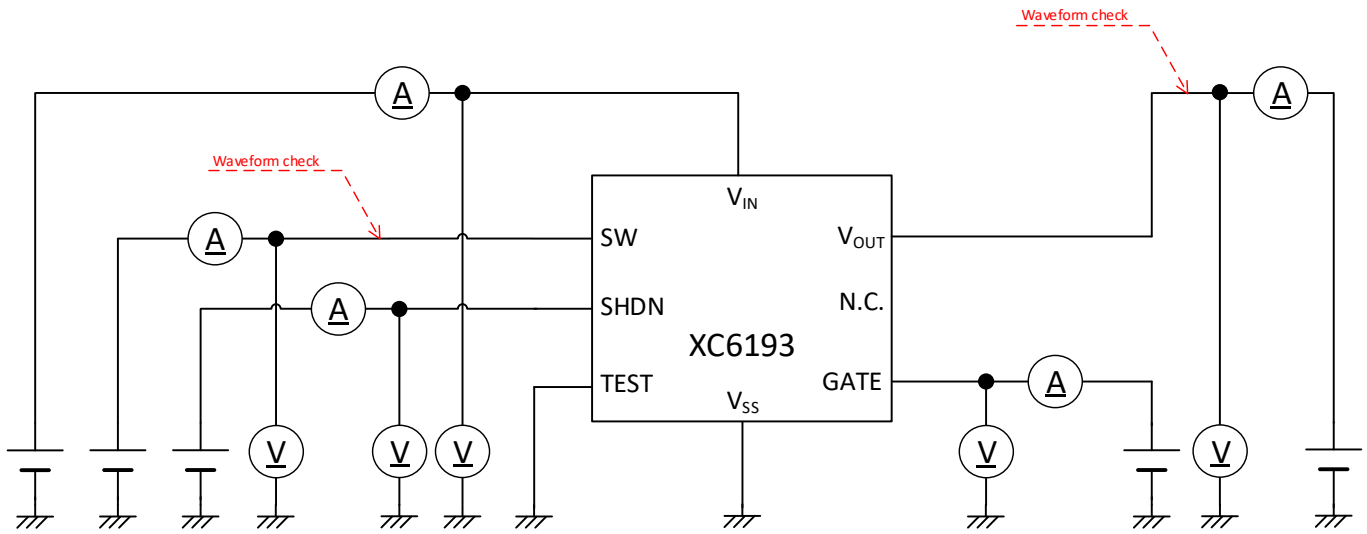 Waveform check
A
A
Waveform check
V_IN
A
SW
V_OUT
A
SHDN
N.C.
XC6193
TEST
GATE
A
V_SS
V
V
V
V
V